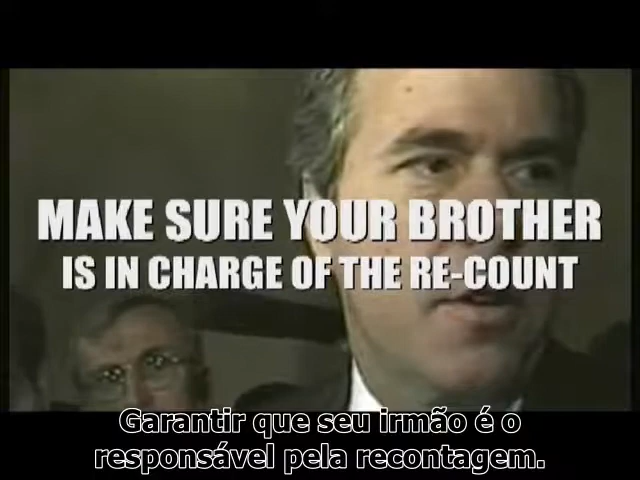 MAKE SURE YOUR BROTHER
IS IN CHARGE OF THE RE-COUNT
Garantir que seu irmão é o
responsável pela recontagem.